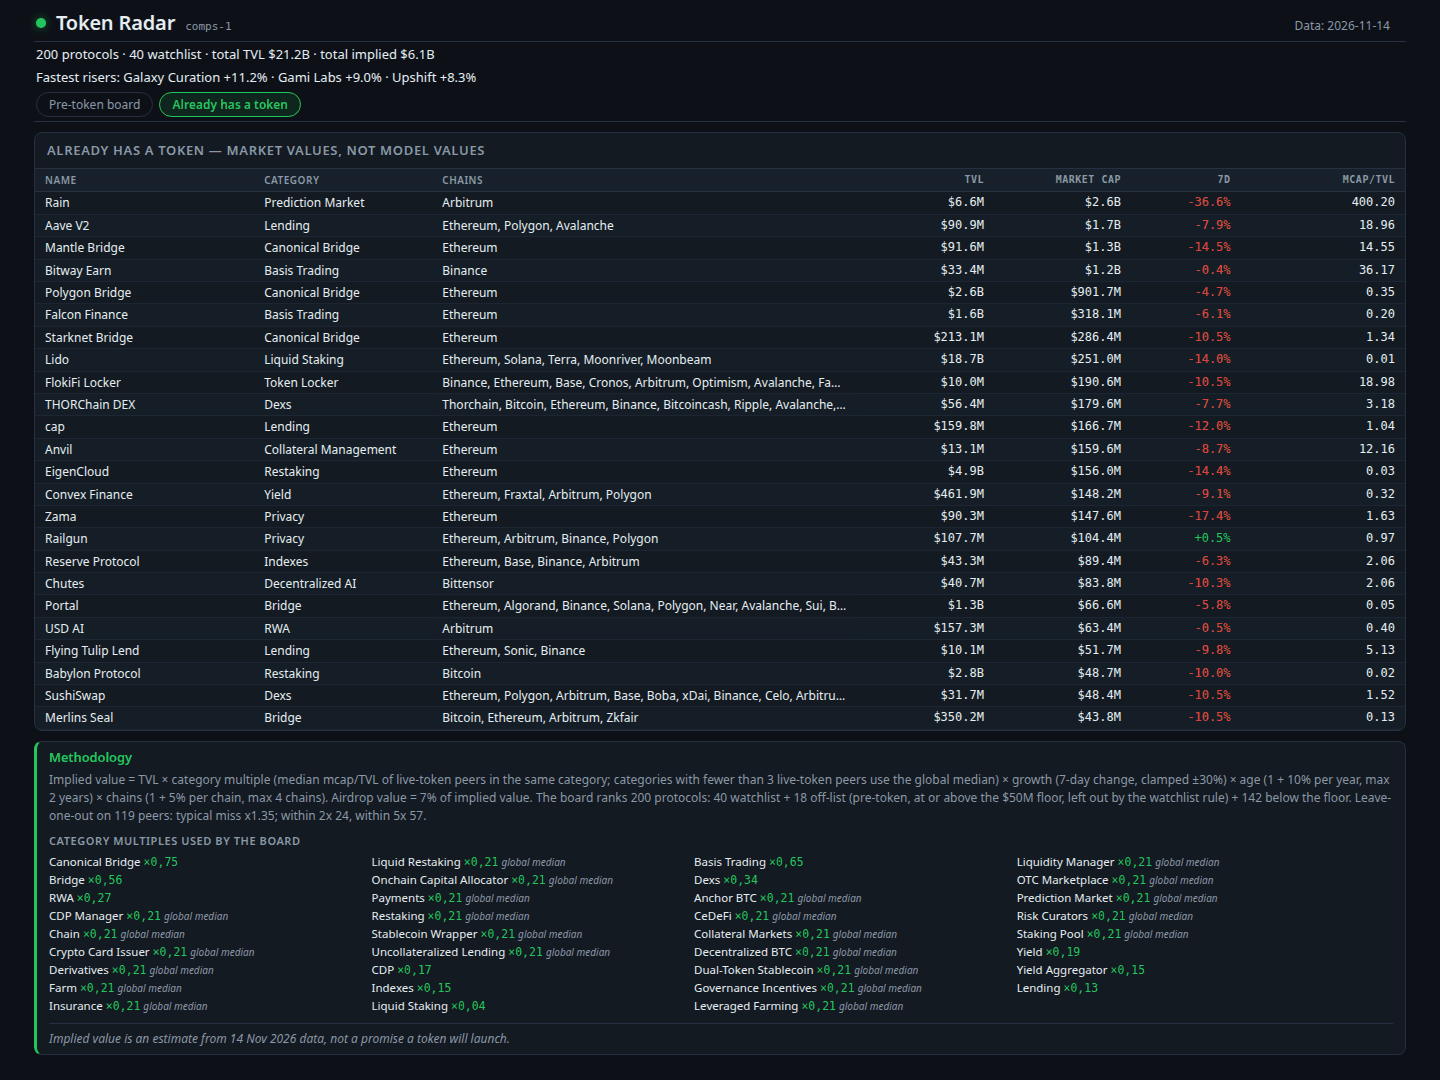 Token Radar comps-1
Data: 2026-11-14
200 protocols · 40 watchlist · total TVL $21.2B · total implied $6.1B
Fastest risers: Galaxy Curation +11.2% · Gami Labs +9.0% · Upshift +8.3%
Pre-token board
Already has a token
ALREADY HAS A TOKEN — MARKET VALUES, NOT MODEL VALUES
NAME CATEGORY CHAINS TVL MARKET CAP 7D MCAP/TVL
Rain Prediction Market Arbitrum $6.6M $2.6B -36.6% 400.20
Aave V2 Lending Ethereum, Polygon, Avalanche $90.9M $1.7B -7.9% 18.96
Mantle Bridge Canonical Bridge Ethereum $91.6M $1.3B -14.5% 14.55
Bitway Earn Basis Trading Binance $33.4M $1.2B -0.4% 36.17
Polygon Bridge Canonical Bridge Ethereum $2.6B $901.7M -4.7% 0.35
Falcon Finance Basis Trading Ethereum $1.6B $318.1M -6.1% 0.20
Starknet Bridge Canonical Bridge Ethereum $213.1M $286.4M -10.5% 1.34
Lido Liquid Staking Ethereum, Solana, Terra, Moonriver, Moonbeam $18.7B $251.0M -14.0% 0.01
FlokiFi Locker Token Locker Binance, Ethereum, Base, Cronos, Arbitrum, Optimism, Avalanche, Fa... $10.0M $190.6M -10.5% 18.98
THORChain DEX Dexs Thorchain, Bitcoin, Ethereum, Binance, Bitcoincash, Ripple, Avalanche,... $56.4M $179.6M -7.7% 3.18
cap Lending Ethereum $159.8M $166.7M -12.0% 1.04
Anvil Collateral Management Ethereum $13.1M $159.6M -8.7% 12.16
EigenCloud Restaking Ethereum $4.9B $156.0M -14.4% 0.03
Convex Finance Yield Ethereum, Fraxtal, Arbitrum, Polygon $461.9M $148.2M -9.1% 0.32
Zama Privacy Ethereum $90.3M $147.6M -17.4% 1.63
Railgun Privacy Ethereum, Arbitrum, Binance, Polygon $107.7M $104.4M +0.5% 0.97
Reserve Protocol Indexes Ethereum, Base, Binance, Arbitrum $43.3M $89.4M -6.3% 2.06
Chutes Decentralized AI Bittensor $40.7M $83.8M -10.3% 2.06
Portal Bridge Ethereum, Algorand, Binance, Solana, Polygon, Near, Avalanche, Sui, B... $1.3B $66.6M -5.8% 0.05
USD AI RWA Arbitrum $157.3M $63.4M -0.5% 0.40
Flying Tulip Lend Lending Ethereum, Sonic, Binance $10.1M $51.7M -9.8% 5.13
Babylon Protocol Restaking Bitcoin $2.8B $48.7M -10.0% 0.02
SushiSwap Dexs Ethereum, Polygon, Arbitrum, Base, Boba, xDai, Binance, Celo, Arbitru... $31.7M $48.4M -10.5% 1.52
Merlins Seal Bridge Bitcoin, Ethereum, Arbitrum, Zkfair $350.2M $43.8M -10.5% 0.13
Methodology
Implied value = TVL × category multiple (median mcap/TVL of live-token peers in the same category; categories with fewer than 3 live-token peers use the global median) × growth (7-day change, clamped ±30%) × age (1 + 10% per year, max
2 years) × chains (1 + 5% per chain, max 4 chains). Airdrop value = 7% of implied value. The board ranks 200 protocols: 40 watchlist + 18 off-list (pre-token, at or above the $50M floor, left out by the watchlist rule) + 142 below the floor. Leave-
one-out on 119 peers: typical miss x1.35; within 2x 24, within 5x 57.
CATEGORY MULTIPLES USED BY THE BOARD
Canonical Bridge ×0,75
Bridge ×0,56
RWA ×0,27
CDP Manager ×0,21 global median
Chain ×0,21 global median
Crypto Card Issuer ×0,21 global median
Derivatives ×0,21 global median
Farm ×0,21 global median
Insurance ×0,21 global median
Liquid Restaking ×0,21 global median
Onchain Capital Allocator ×0,21 global median
Payments ×0,21 global median
Restaking ×0,21 global median
Stablecoin Wrapper ×0,21 global median
Uncollateralized Lending ×0,21 global median
CDP ×0,17
Indexes ×0,15
Liquid Staking ×0,04
Basis Trading ×0,65
Dexs ×0,34
Anchor BTC ×0,21 global median
CeDeFi ×0,21 global median
Collateral Markets ×0,21 global median
Decentralized BTC ×0,21 global median
Dual-Token Stablecoin ×0,21 global median
Governance Incentives ×0,21 global median
Leveraged Farming ×0,21 global median
Liquidity Manager ×0,21 global median
OTC Marketplace ×0,21 global median
Prediction Market ×0,21 global median
Risk Curators ×0,21 global median
Staking Pool ×0,21 global median
Yield ×0,19
Yield Aggregator ×0,15
Lending ×0,13
Implied value is an estimate from 14 Nov 2026 data, not a promise a token will launch.